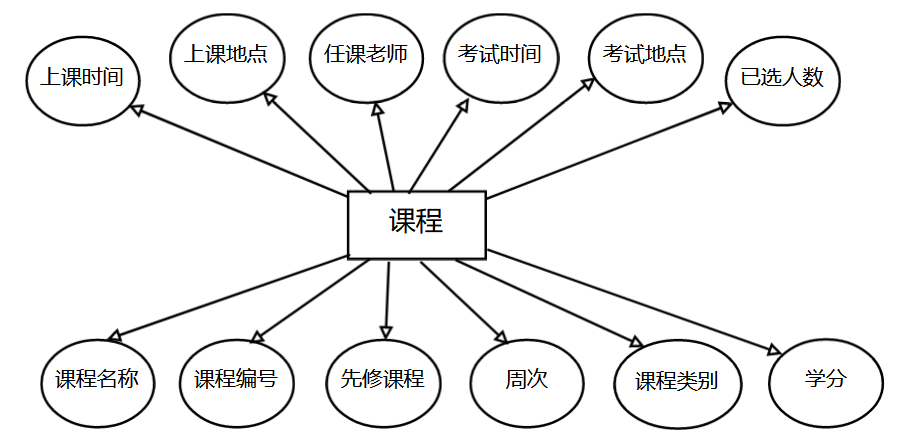 上课时间
上课地点
任课老师
考试时间
考试地点
已选人数
课程
课程名称
课程编号
先修课程
周次
课程类别
学分